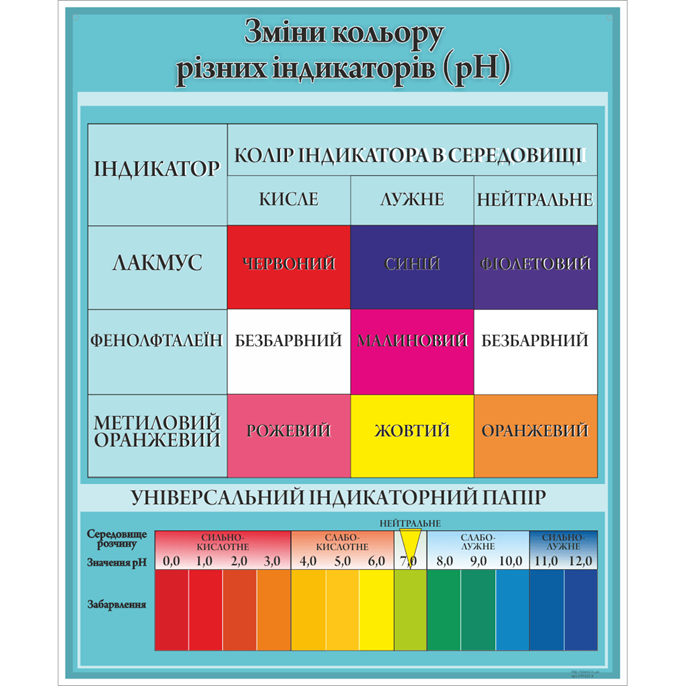 Зміни кольору
різних індикаторів (pH)
ІНДИКАТОР
КОЛІР ІНДИКАТОРА В СЕРЕДОВИЩІ
КИСЛЕ ЛУЖНЕ НЕЙТРАЛЬНЕ
ЛАКМУС ЧЕРВОНИЙ СИНІЙ ФІОЛЕТОВИЙ
ФЕНОЛФТАЛЕЇН БЕЗБАРВНИЙ МАЛИНОВИЙ БЕЗБАРВНИЙ
МЕТИЛОВИЙ
ОРАНЖЕВИЙ РОЖЕВИЙ ЖОВТИЙ ОРАНЖЕВИЙ
УНІВЕРСАЛЬНИЙ ІНДИКАТОРНИЙ ПАПІР
НЕЙТРАЛЬНЕ
Середовище СИЛЬНО- СЛАБО- СЛАБО- СИЛЬНО-
розчину КИСЛОТНЕ КИСЛОТНЕ ЛУЖНЕ ЛУЖНЕ
Значення pH 0,0 1,0 2,0 3,0 4,0 5,0 6,0 7,0 8,0 9,0 10,0 11,0 12,0
Забарвлення